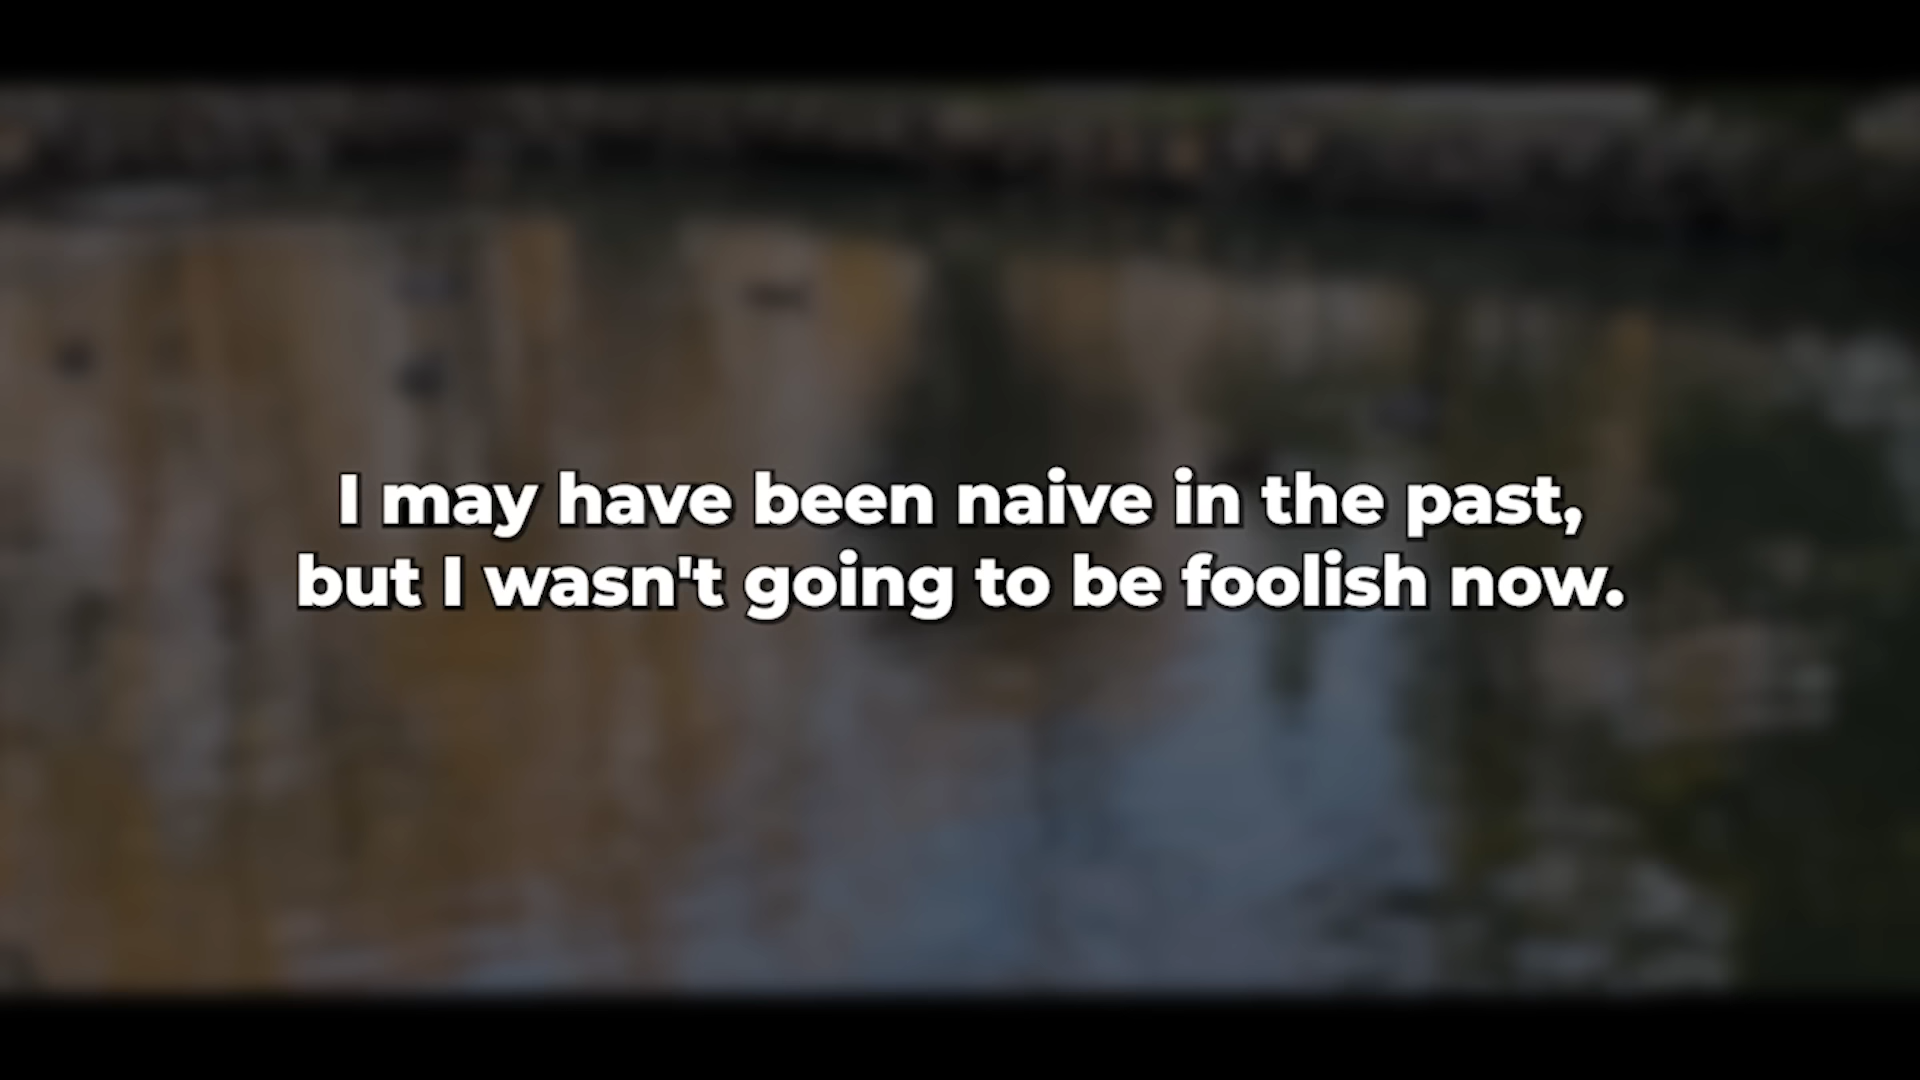 I may have been naive in the past,
but I wasn't going to be foolish now.